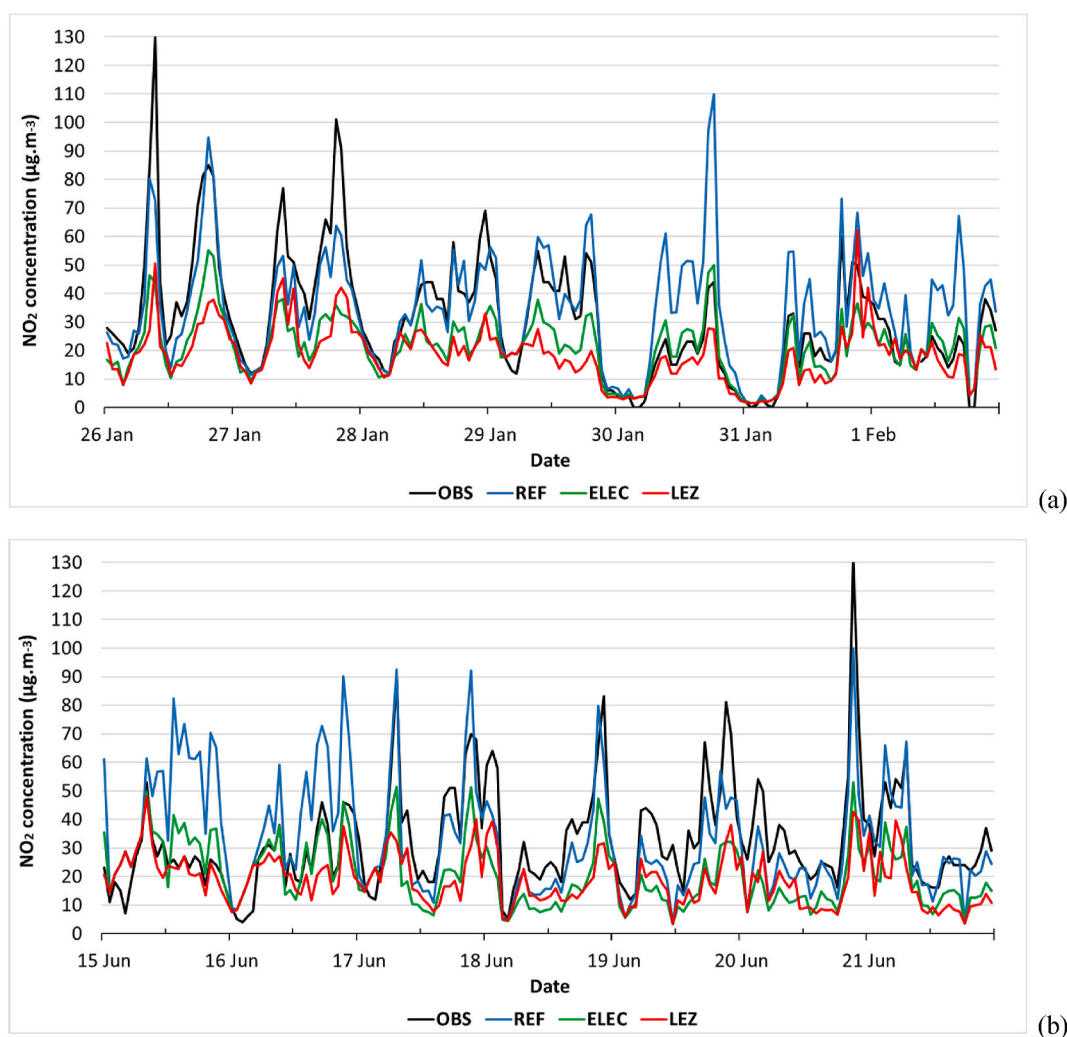 130
120
110
100
90
80
70
60
50
40
30
20
10
0
NO₂ concentration (µg.m-³)
26 Jan 27 Jan 28 Jan 29 Jan 30 Jan 31 Jan 1 Feb
Date
OBS REF ELEC LEZ
(a)
130
120
110
100
90
80
70
60
50
40
30
20
10
0
NO₂ concentration (µg.m-³)
15 Jun 16 Jun 17 Jun 18 Jun 19 Jun 20 Jun 21 Jun
Date
OBS REF ELEC LEZ
(b)